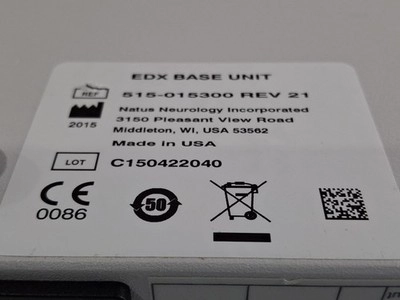 EDX BASE UNIT
REF 515-015300 REV 21
Natus Neurology Incorporated
3150 Pleasant View Road
2015
Middleton, WI, USA 53562
Made in USA
LOT C150422040
CE
0086
50